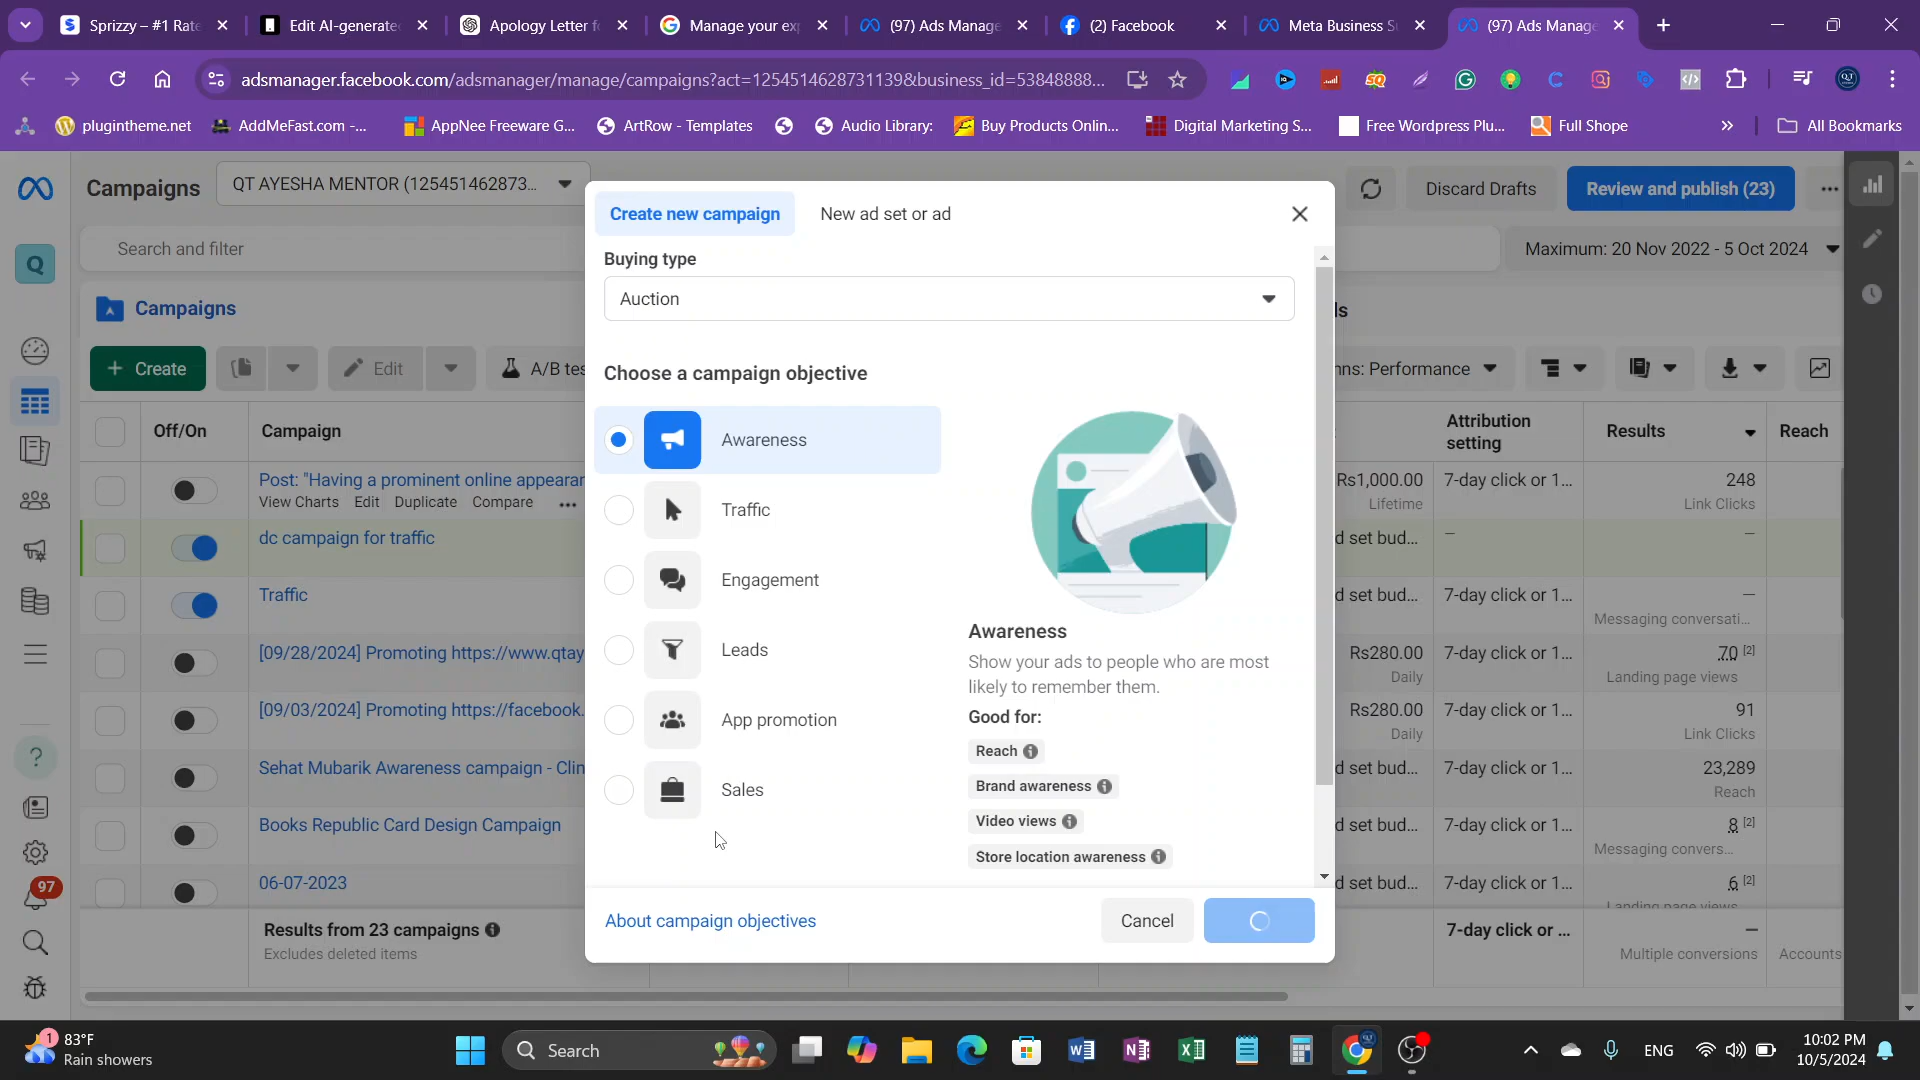 Sprizzy – #1 Rate
Edit AI-generate
Apology Letter f
Manage your ex
(97) Ads Manage
(2) Facebook
Meta Business S
(97) Ads Manage
adsmanager.facebook.com/adsmanager/manage/campaigns?act=1254514628731139&business_id=53848888...
plugintheme.net
AddMeFast.com -...
AppNee Freeware G...
ArtRow - Templates
Audio Library:
Buy Products Onlin...
Digital Marketing S...
Free Wordpress Plu...
Full Shope
All Bookmarks
Campaigns
QT AYESHA MENTOR (125451462873...
Discard Drafts
Review and publish (23)
Search and filter
Maximum: 20 Nov 2022 - 5 Oct 2024
Campaigns
ds
Create
Edit
A/B tes
nns: Performance
Off/On
Campaign
Attribution
setting
Results
Reach
Post: "Having a prominent online appearan
View Charts
Edit
Duplicate
Compare
Rs1,000.00
Lifetime
7-day click or 1...
248
Link Clicks
dc campaign for traffic
d set bud...
–
–
Traffic
d set bud...
7-day click or 1...
—
Messaging conversati...
[09/28/2024] Promoting https://www.qtay
Rs280.00
Daily
7-day click or 1...
70 [2]
Landing page views
[09/03/2024] Promoting https://facebook.
Rs280.00
Daily
7-day click or 1...
91
Link Clicks
Sehat Mubarik Awareness campaign - Clin
d set bud...
7-day click or 1...
23,289
Reach
Books Republic Card Design Campaign
d set bud...
7-day click or 1...
8 [2]
Messaging convers...
06-07-2023
d set bud...
7-day click or 1...
6 [2]
Landing page views
Results from 23 campaigns
Excludes deleted items
7-day click or ...
—
Multiple conversions
Accounts
Q
?
97
Create new campaign
New ad set or ad
Buying type
Auction
Choose a campaign objective
Awareness
Traffic
Engagement
Leads
App promotion
Sales
Awareness
Show your ads to people who are most
likely to remember them.
Good for:
Reach
Brand awareness
Video views
Store location awareness
About campaign objectives
Cancel
1
83°F
Rain showers
Search
ENG
10:02 PM
10/5/2024